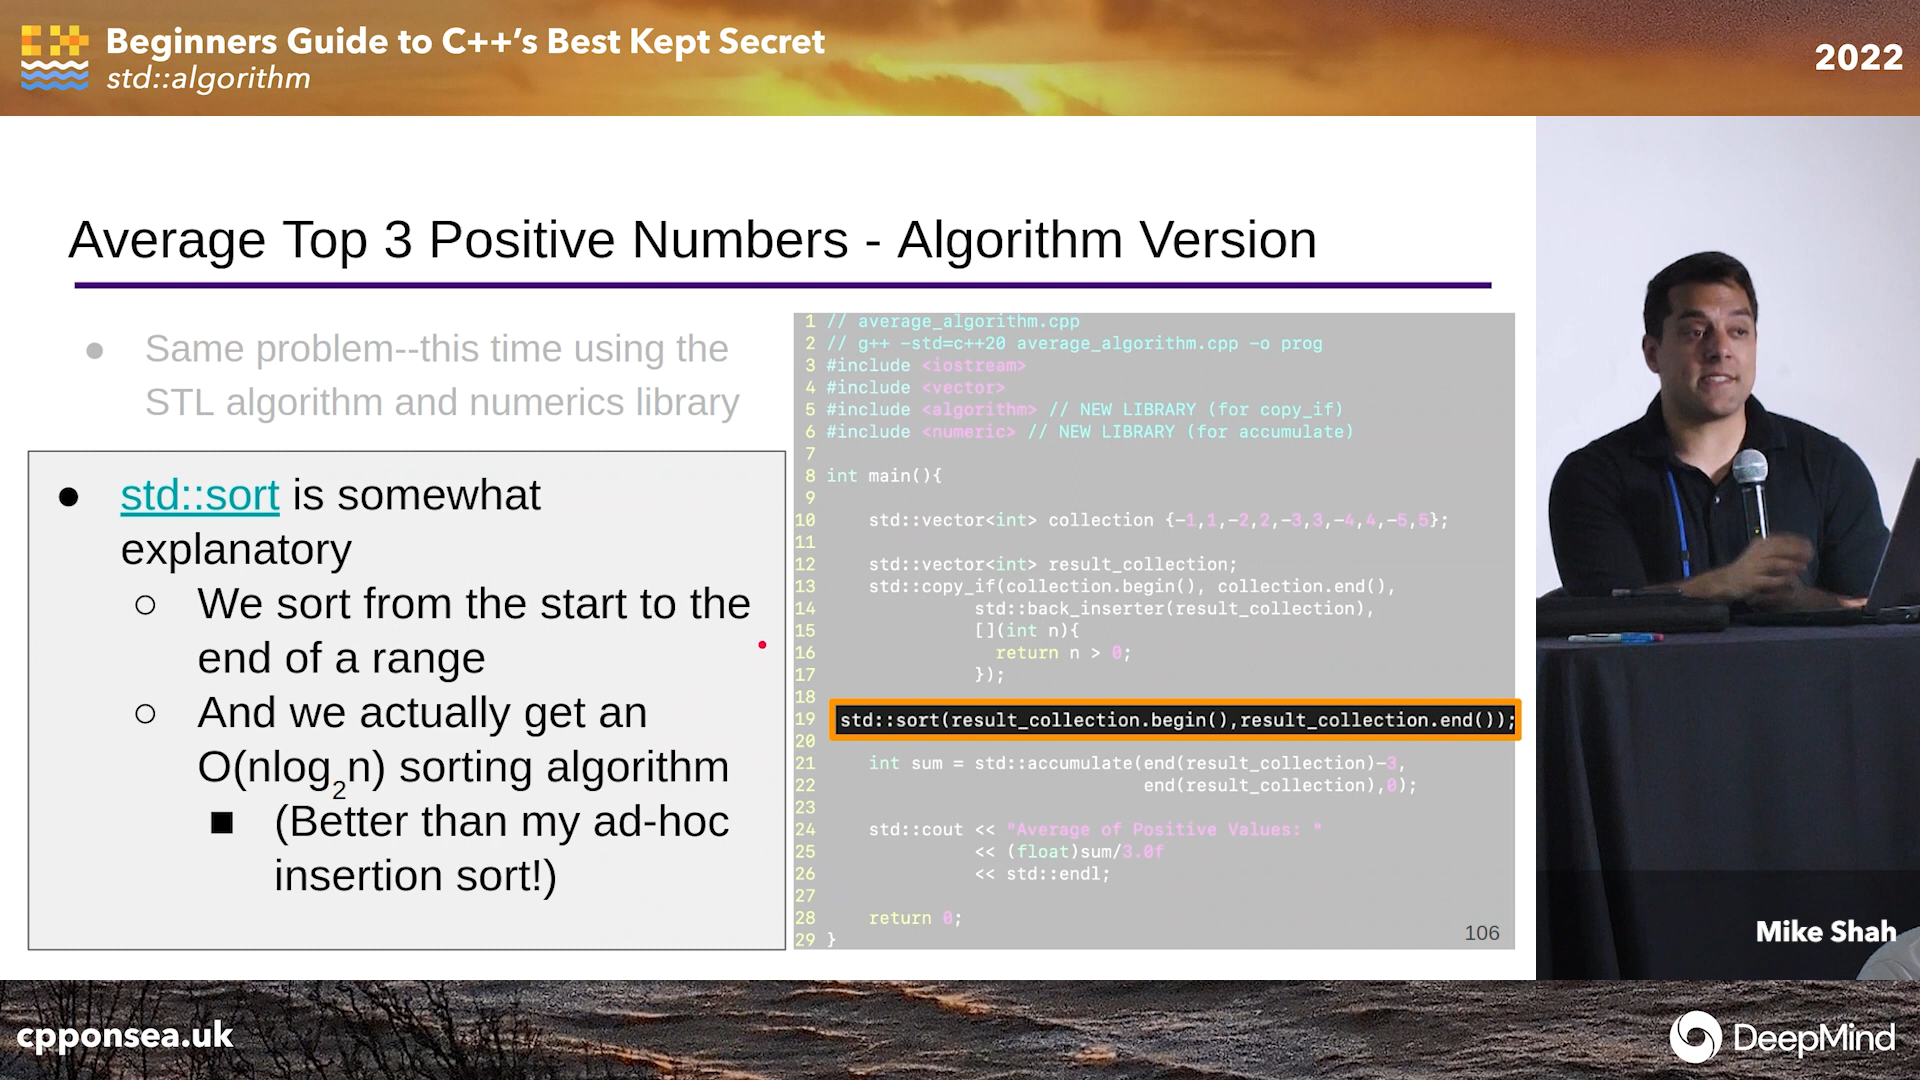 Beginners Guide to C++’s Best Kept Secret
std::algorithm
2022
Average Top 3 Positive Numbers - Algorithm Version
● Same problem--this time using the
STL algorithm and numerics library
● std::sort is somewhat
explanatory
○ We sort from the start to the
end of a range
○ And we actually get an
O(nlog2n) sorting algorithm
■ (Better than my ad-hoc
insertion sort!)
1 // average_algorithm.cpp
2 // g++ -std=c++20 average_algorithm.cpp -o prog
3 #include <iostream>
4 #include <vector>
5 #include <algorithm> // NEW LIBRARY (for copy_if)
6 #include <numeric> // NEW LIBRARY (for accumulate)
7
8 int main(){
9
10 std::vector<int> collection {-1,1,-2,2,-3,3,-4,4,-5,5};
11
12 std::vector<int> result_collection;
13 std::copy_if(collection.begin(), collection.end(),
14 std::back_inserter(result_collection),
15 [](int n){
16 return n > 0;
17 });
18
19 std::sort(result_collection.begin(),result_collection.end());
20
21 int sum = std::accumulate(end(result_collection)-3,
22 end(result_collection),0);
23
24 std::cout << "Average of Positive Values: "
25 << (float)sum/3.0f
26 << std::endl;
27
28 return 0;
29 }
106
Mike Shah
cpponsea.uk
DeepMind